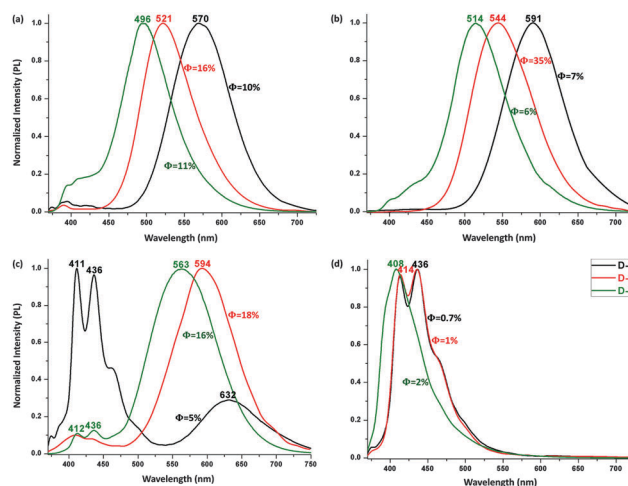 (a)
496
521
570
Φ=16%
Φ=10%
Φ=11%
Normalized Intensity (PL)
1.0
0.8
0.6
0.4
0.2
0.0
400 450 500 550 600 650 700
Wavelength (nm)
(b)
514
544
591
Φ=35%
Φ=7%
Φ=6%
1.0
0.8
0.6
0.4
0.2
0.0
400 450 500 550 600 650 700
Wavelength (nm)
(c)
411
436
563
594
Φ=18%
Φ=16%
632
Φ=5%
412
436
Normalized Intensity (PL)
1.0
0.8
0.6
0.4
0.2
0.0
400 450 500 550 600 650 700 750
Wavelength (nm)
(d)
408
414
436
Φ=0.7%
Φ=1%
Φ=2%
D-
D-
D-
1.0
0.8
0.6
0.4
0.2
0.0
400 450 500 550 600 650 700
Wavelength (nm)